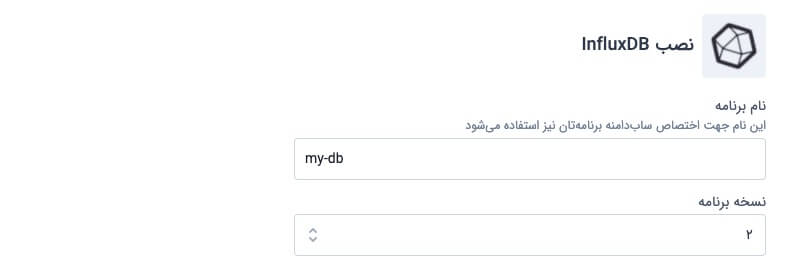 نصب InfluxDB
نام برنامه
این نام جهت اختصاص ساب‌دامنه برنامه‌تان نیز استفاده می‌شود
my-db
نسخه برنامه
۲